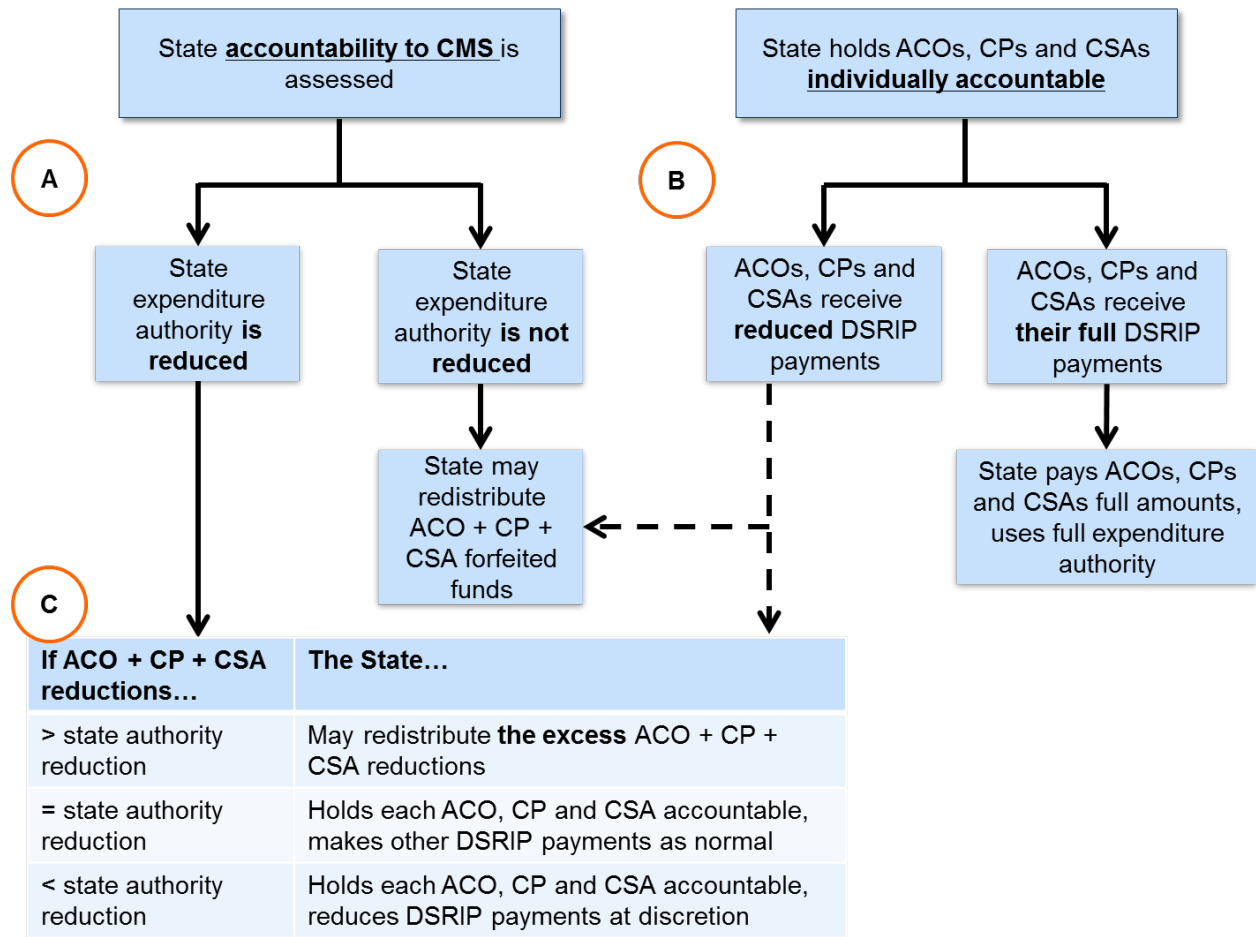 State accountability to CMS is
assessed
State holds ACOs, CPs and CSAs
individually accountable
A
B
State
expenditure
authority is
reduced
State
expenditure
authority is not
reduced
ACOs, CPs and
CSAs receive
reduced DSRIP
payments
ACOs, CPs and
CSAs receive
their full DSRIP
payments
State may
redistribute
ACO + CP +
CSA forfeited
funds
State pays ACOs, CPs
and CSAs full amounts,
uses full expenditure
authority
C
If ACO + CP + CSA
reductions…
The State…
> state authority
reduction
May redistribute the excess ACO + CP +
CSA reductions
= state authority
reduction
Holds each ACO, CP and CSA accountable,
makes other DSRIP payments as normal
< state authority
reduction
Holds each ACO, CP and CSA accountable,
reduces DSRIP payments at discretion